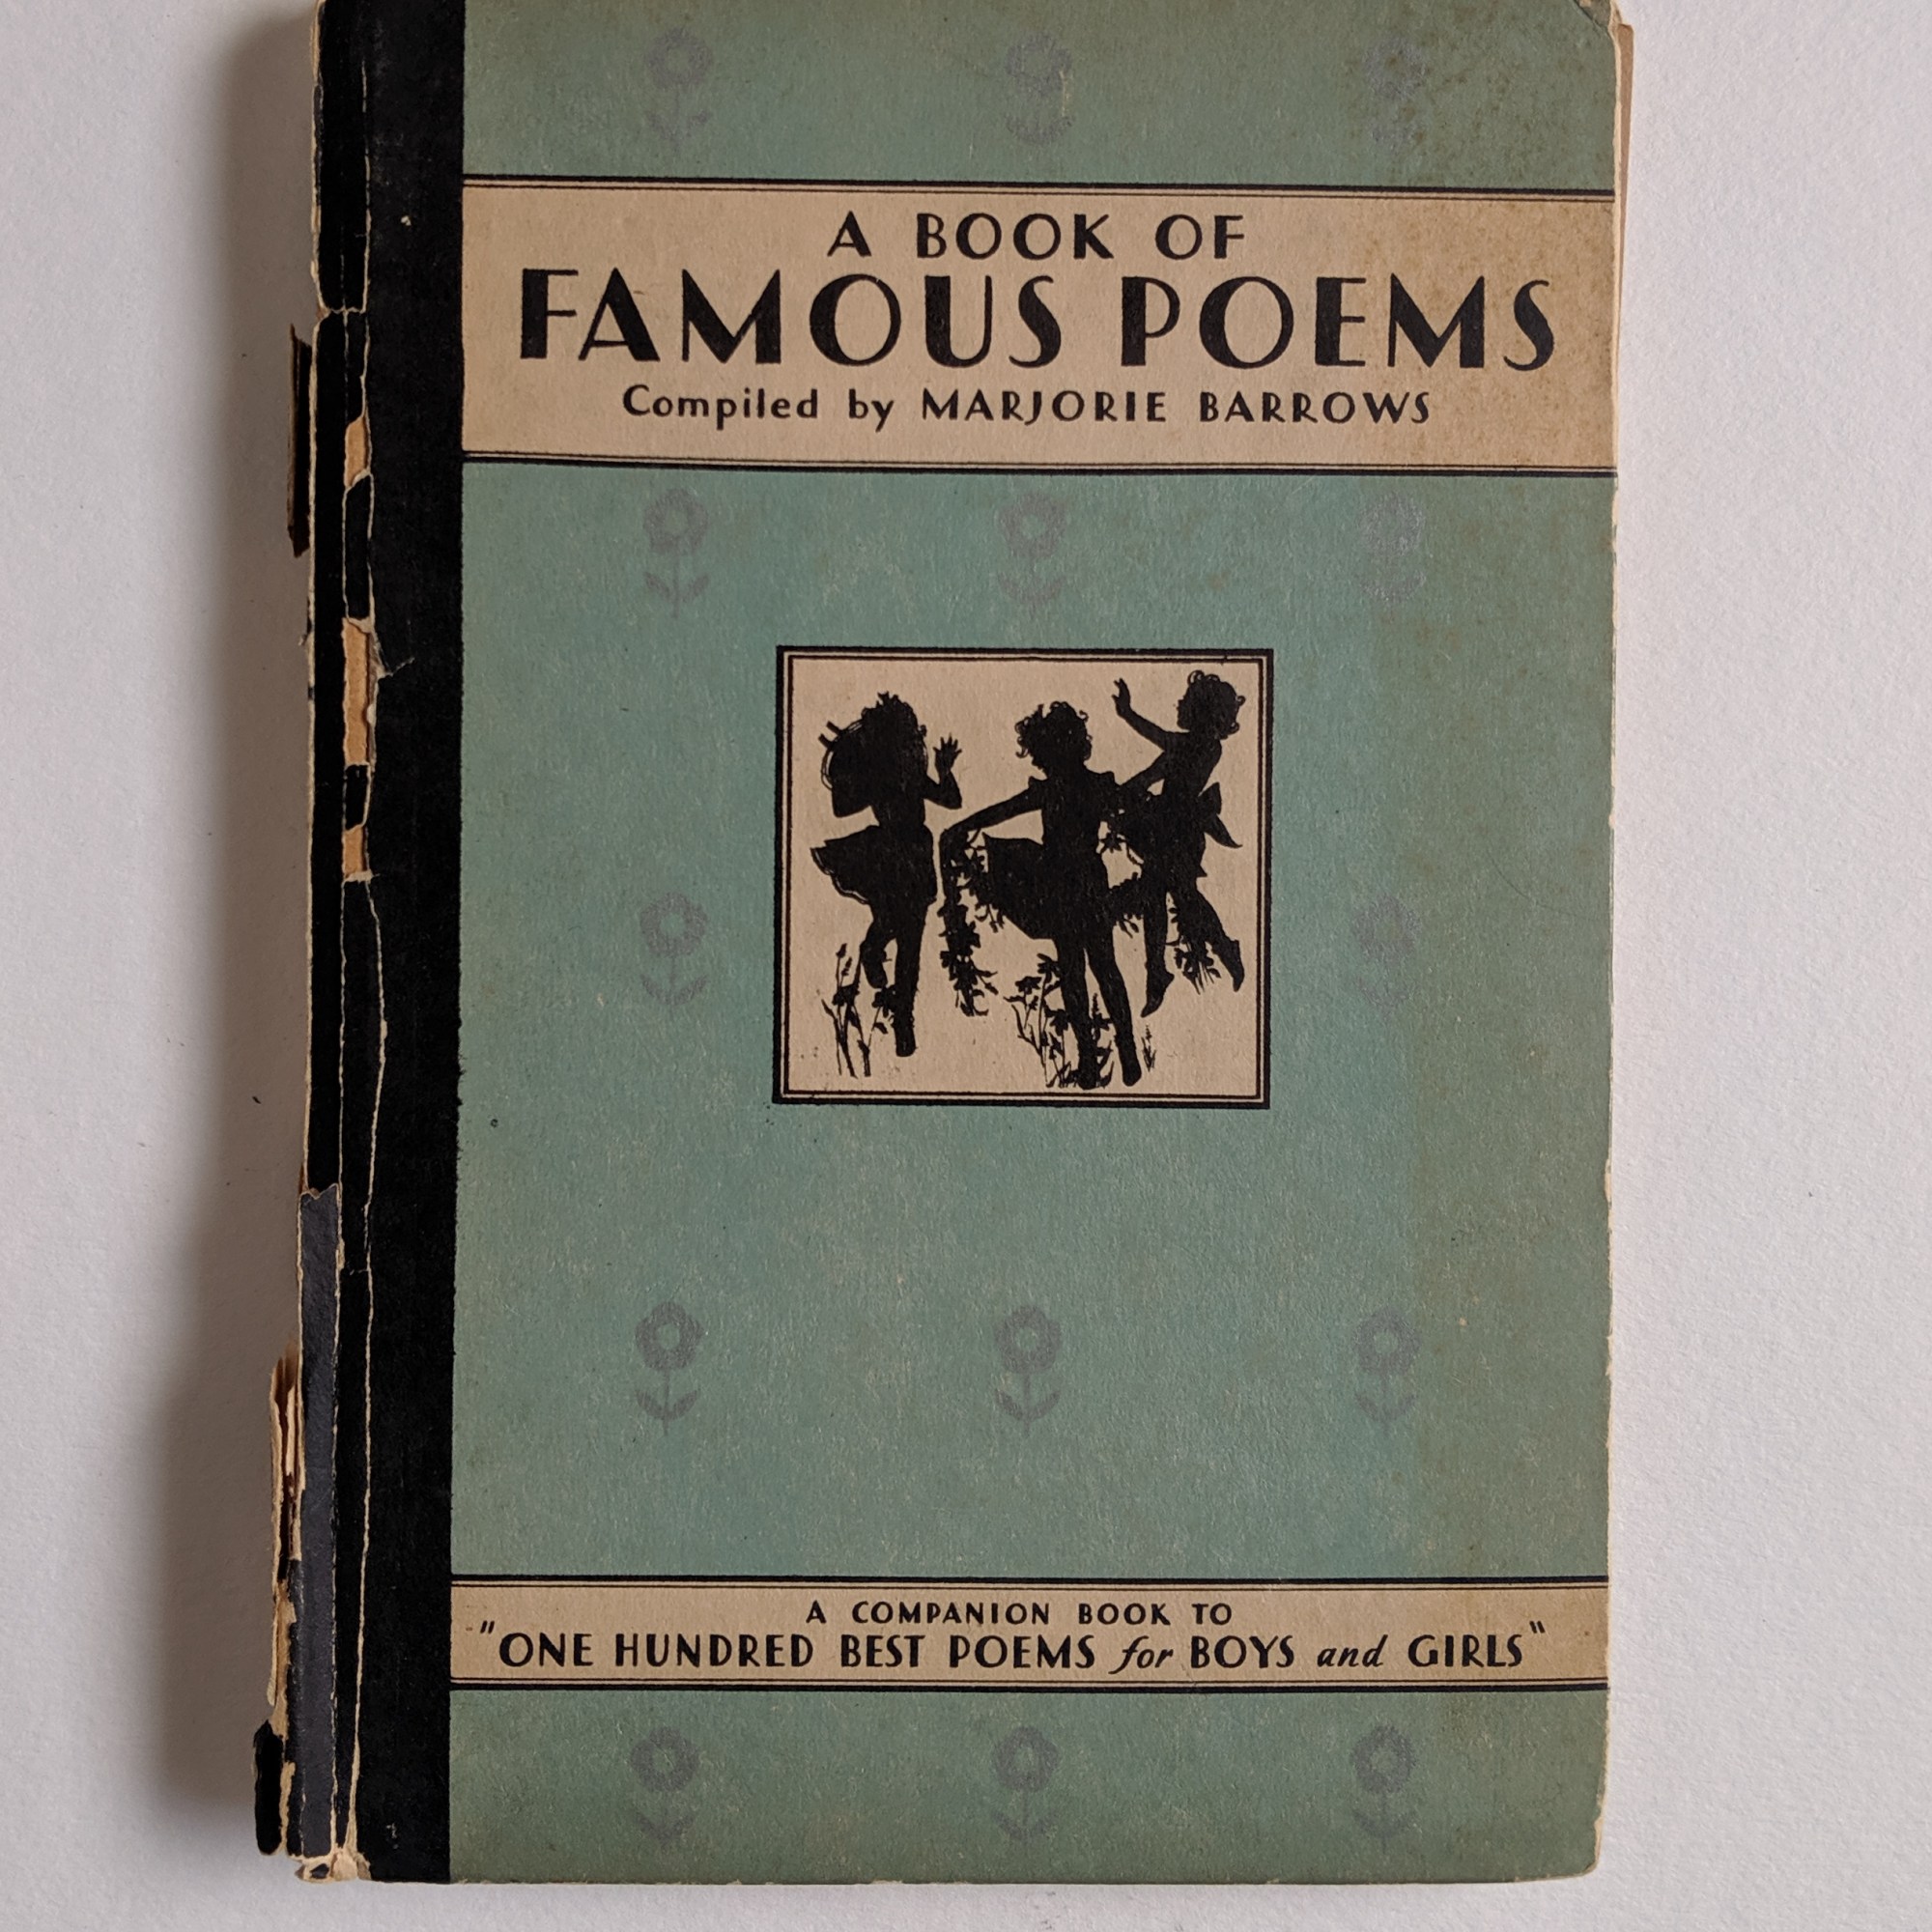 A BOOK OF
FAMOUS POEMS
Compiled by MARJORIE BARROWS
A COMPANION BOOK TO
"ONE HUNDRED BEST POEMS for BOYS and GIRLS"